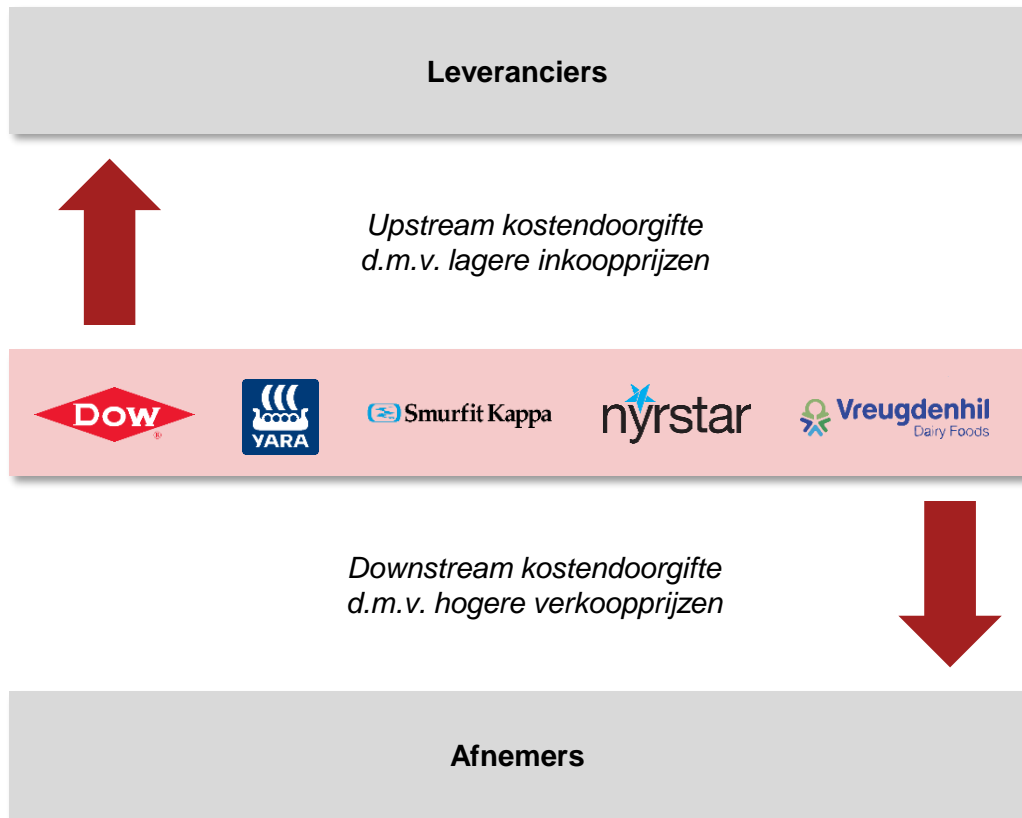 Leveranciers
Upstream kostendoorgifte
d.m.v. lagere inkoopprijzen
Dow ®
YARA
Smurfit Kappa
nyrstar
Vreugdenhil
Dairy Foods
Downstream kostendoorgifte
d.m.v. hogere verkoopprijzen
Afnemers